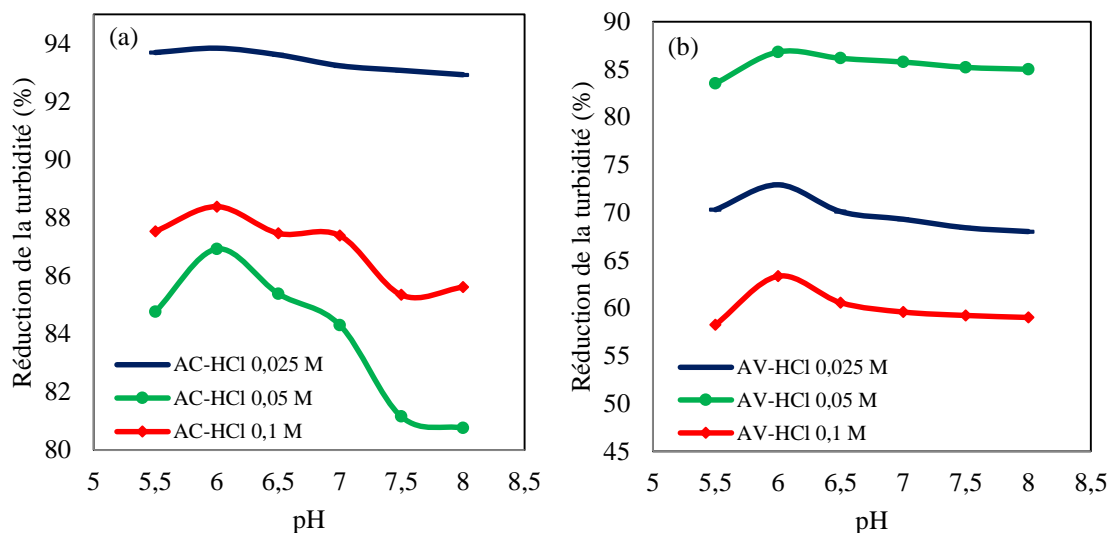 (a)
Réduction de la turbidité (%)
94
92
90
88
86
84
82
80
AC-HCl 0,025 M
AC-HCl 0,05 M
AC-HCl 0,1 M
5 5,5 6 6,5 7 7,5 8 8,5
pH
(b)
Réduction de la turbidité (%)
90
85
80
75
70
65
60
55
50
45
AV-HCl 0,025 M
AV-HCl 0,05 M
AV-HCl 0,1 M
5 5,5 6 6,5 7 7,5 8 8,5
pH